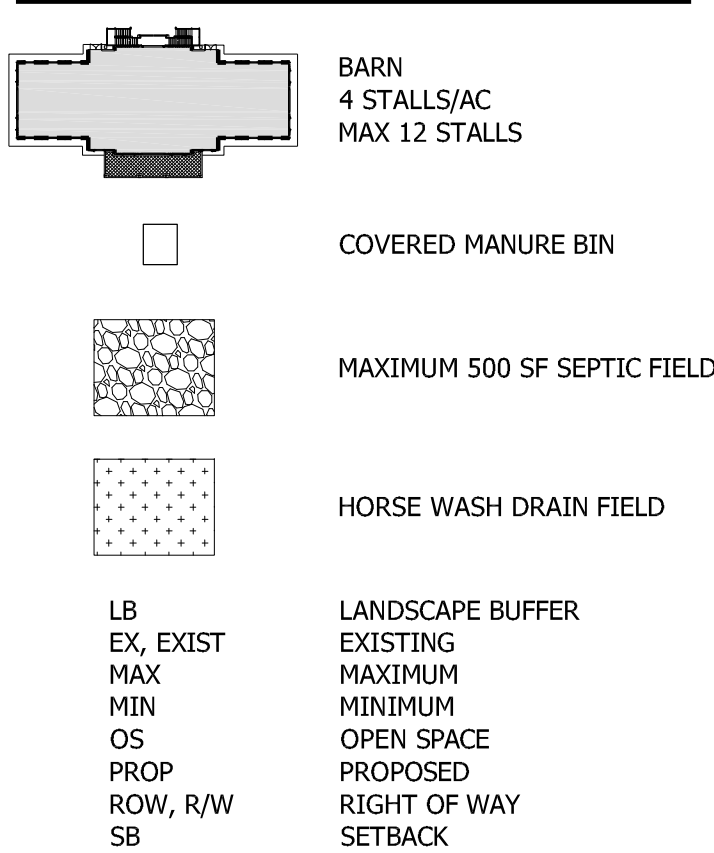 BARN
4 STALLS/AC
MAX 12 STALLS
COVERED MANURE BIN
MAXIMUM 500 SF SEPTIC FIELD
HORSE WASH DRAIN FIELD
LB LANDSCAPE BUFFER
EX, EXIST EXISTING
MAX MAXIMUM
MIN MINIMUM
OS OPEN SPACE
PROP PROPOSED
ROW, R/W RIGHT OF WAY
SB SETBACK